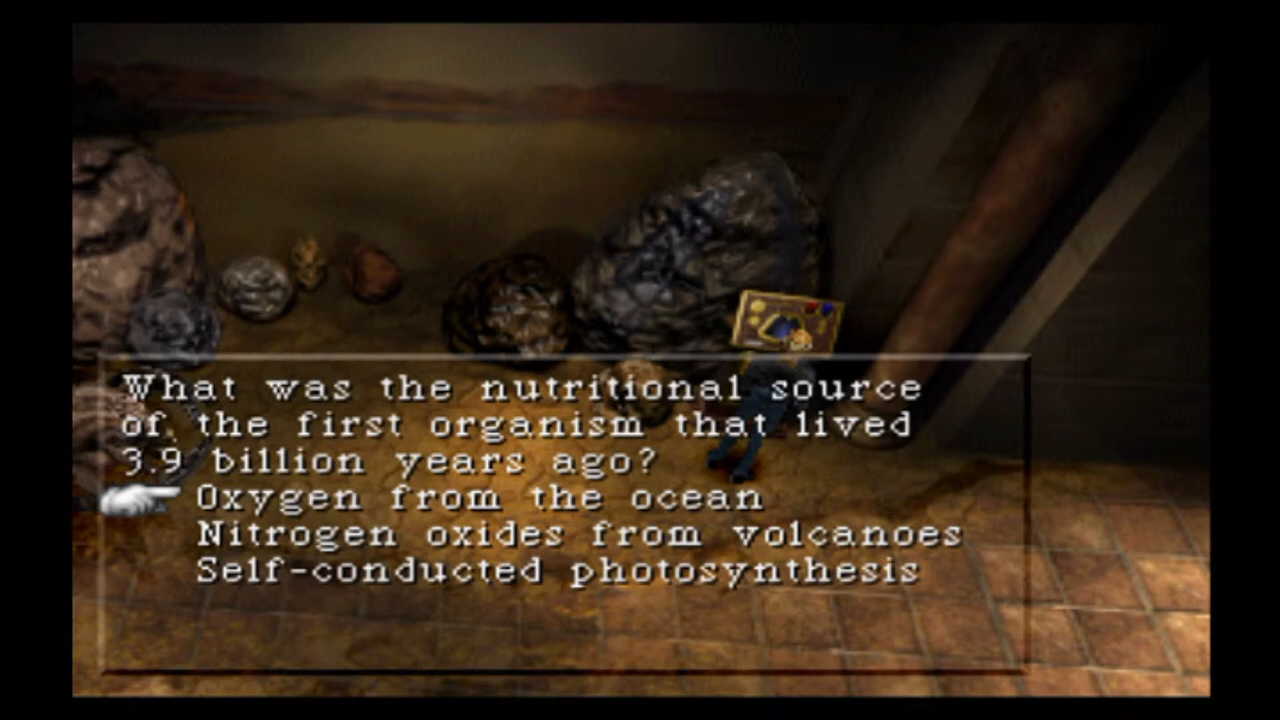 What was the nutritional source
of the first organism that lived
3.9 billion years ago?
Oxygen from the ocean
Nitrogen oxides from volcanoes
Self-conducted photosynthesis